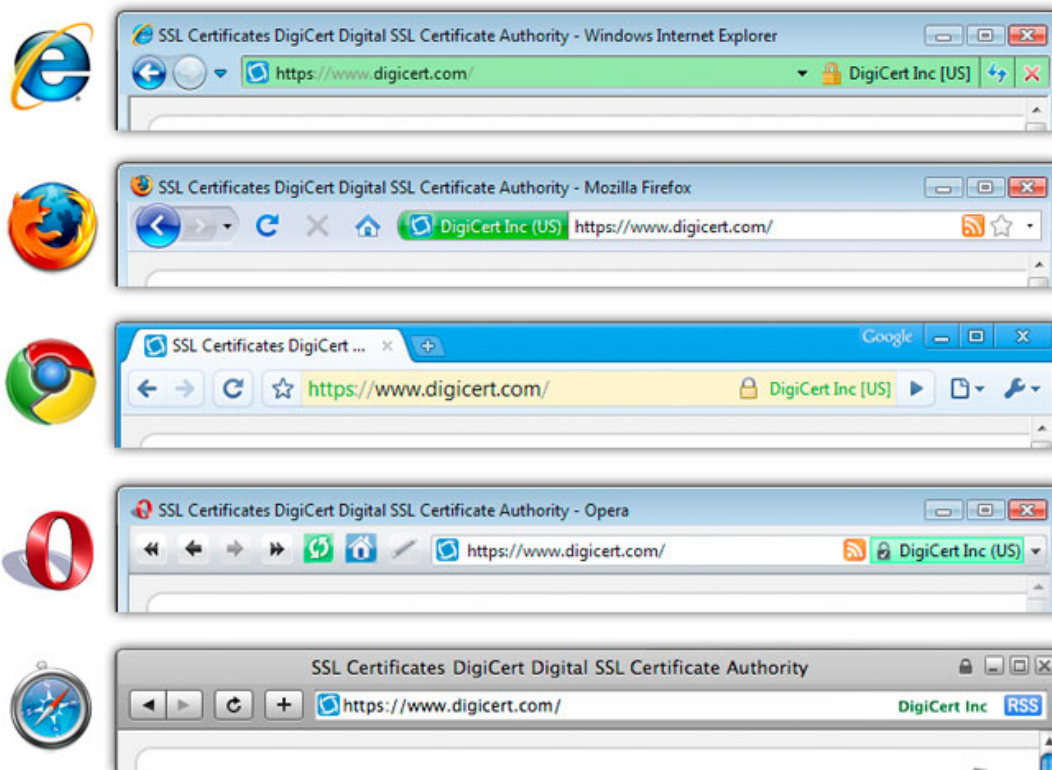 SSL Certificates DigiCert Digital SSL Certificate Authority - Windows Internet Explorer
https://www.digicert.com/ DigiCert Inc [US]
SSL Certificates DigiCert Digital SSL Certificate Authority - Mozilla Firefox
DigiCert Inc (US) https://www.digicert.com/
SSL Certificates DigiCert ... Google
https://www.digicert.com/ DigiCert Inc [US]
SSL Certificates DigiCert Digital SSL Certificate Authority - Opera
https://www.digicert.com/ DigiCert Inc (US)
SSL Certificates DigiCert Digital SSL Certificate Authority
https://www.digicert.com/ DigiCert Inc RSS